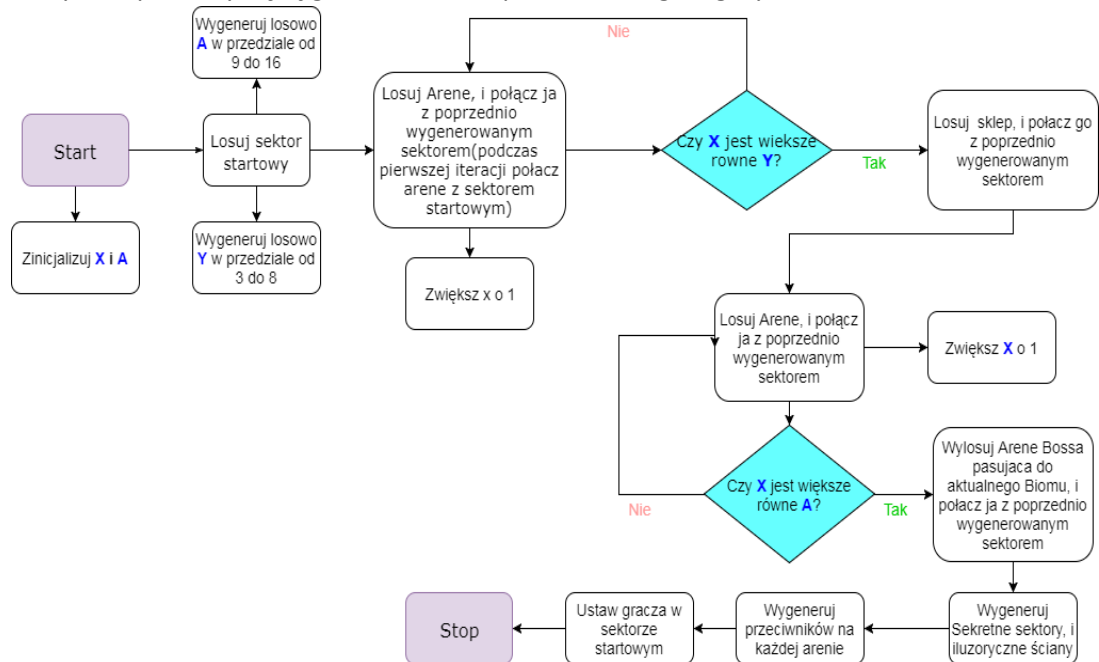 Wygeneruj losowo
A w przedziale od
9 do 16
Nie
Start
Losuj sektor
startowy
Losuj Arene, i połącz ja
z poprzednio
wygenerowanym
sektorem(podczas
pierwszej iteracji połacz
arene z sektorem
startowym)
Czy X jest wieksze
rowne Y?
Tak
Losuj sklep, i połacz go
z poprzednio
wygenerowanym
sektorem
Zinicjalizuj X i A
Wygeneruj losowo
Y w przedziale od
3 do 8
Zwiększ x o 1
Losuj Arene, i połącz
ja z poprzednio
wygenerowanym
sektorem
Zwiększ X o 1
Czy X jest większe
równe A?
Nie
Tak
Wylosuj Arene Bossa
pasujaca do
aktualnego Biomu, i
połacz ja z poprzednio
wygenerowanym
sektorem
Stop
Ustaw gracza w
sektorze
startowym
Wygeneruj
przeciwników na
każdej arenie
Wygeneruj
Sekretne sektory, i
iluzoryczne ściany